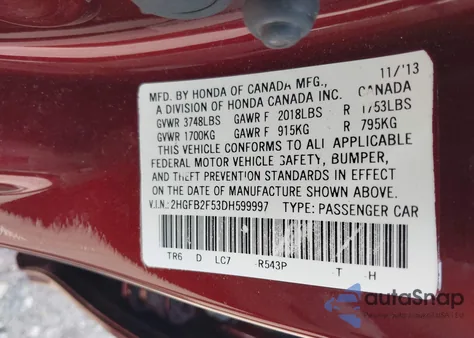 11/'13
MFD. BY HONDA OF CANADA MFG., CANADA
A DIVISION OF HONDA CANADA INC.
GVWR 3748LBS GAWR F 2018LBS R 1753LBS
GVWR 1700KG GAWR F 915KG R 795KG
THIS VEHICLE CONFORMS TO ALL APPLICABLE
FEDERAL MOTOR VEHICLE SAFETY, BUMPER,
AND THEFT PREVENTION STANDARDS IN EFFECT
ON THE DATE OF MANUFACTURE SHOWN ABOVE.
V.I.N.: 2HGFB2F53DH599997 TYPE: PASSENGER CAR
TR6 D LC7 R543P T H
autoSnap